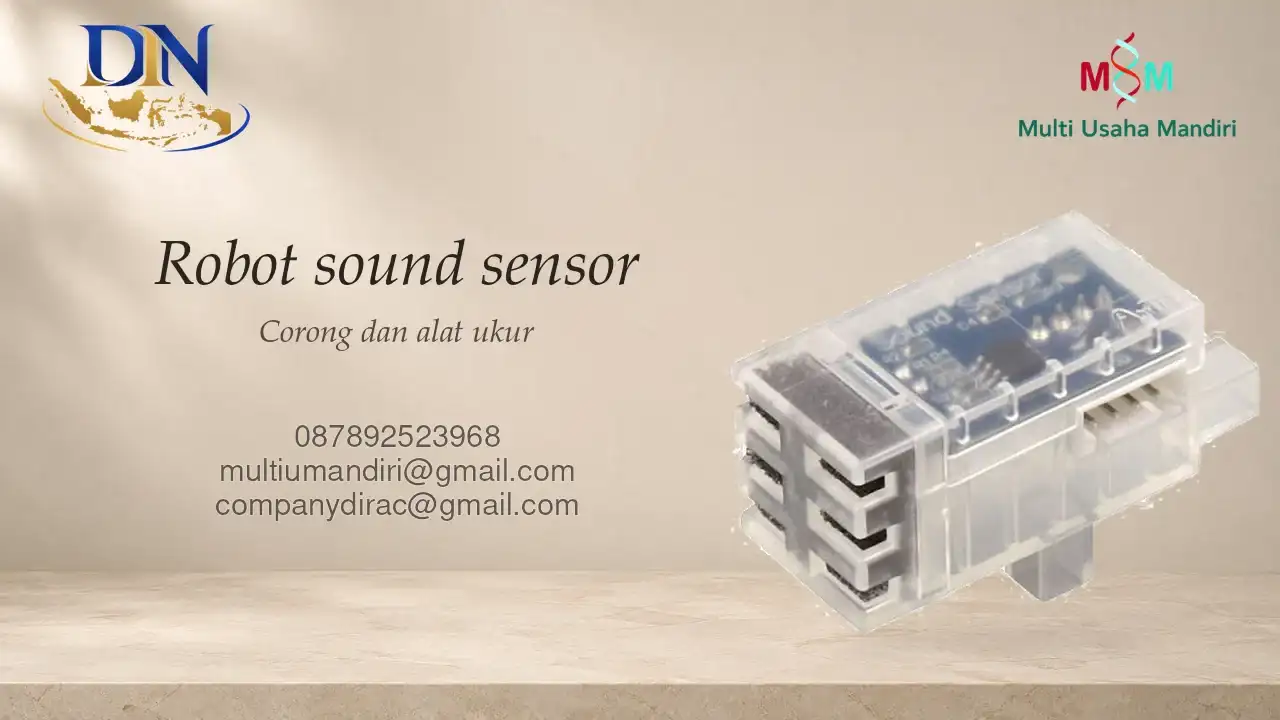 DN
MSM
Multi Usaha Mandiri
Robot sound sensor
Corong dan alat ukur
087892523968
multiumandiri@gmail.com
companydirac@gmail.com